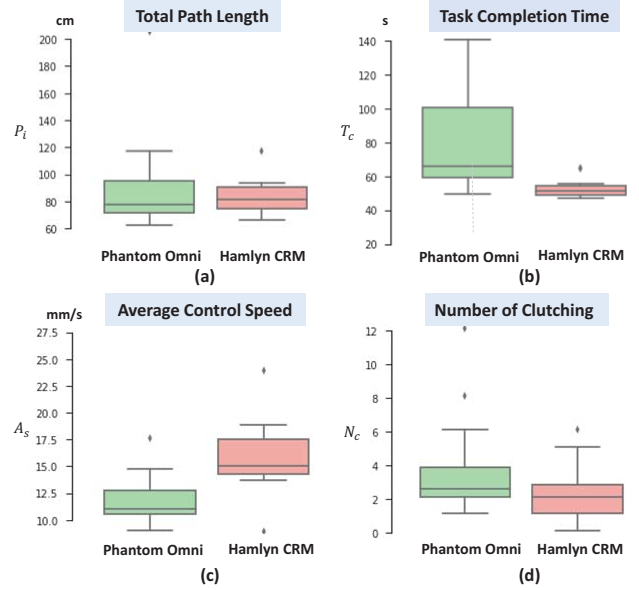 Total Path Length
cm
200
180
160
140
120
100
80
60
P_i
Phantom Omni Hamlyn CRM
(a)
Task Completion Time
s
140
120
100
80
60
40
20
T_c
Phantom Omni Hamlyn CRM
(b)
Average Control Speed
mm/s
27.5
25.0
22.5
20.0
17.5
15.0
12.5
10.0
A_s
Phantom Omni Hamlyn CRM
(c)
Number of Clutching
12
10
8
6
4
2
0
N_c
Phantom Omni Hamlyn CRM
(d)